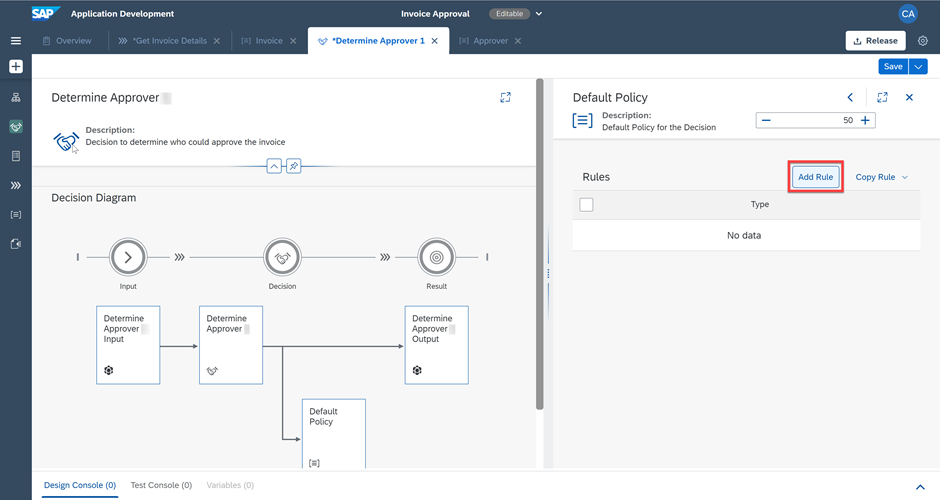 SAP Application Development Invoice Approval Editable CA
Overview *Get Invoice Details Invoice *Determine Approver 1 Approver Release
Save
Determine Approver
Description:
Decision to determine who could approve the invoice
Decision Diagram
Input Decision Result
Determine
Approver
Input
Determine
Approver
Determine
Approver
Output
Default
Policy
Default Policy
Description:
Default Policy for the Decision
50
Rules Add Rule Copy Rule
Type
No data
Design Console (0) Test Console (0) Variables (0)